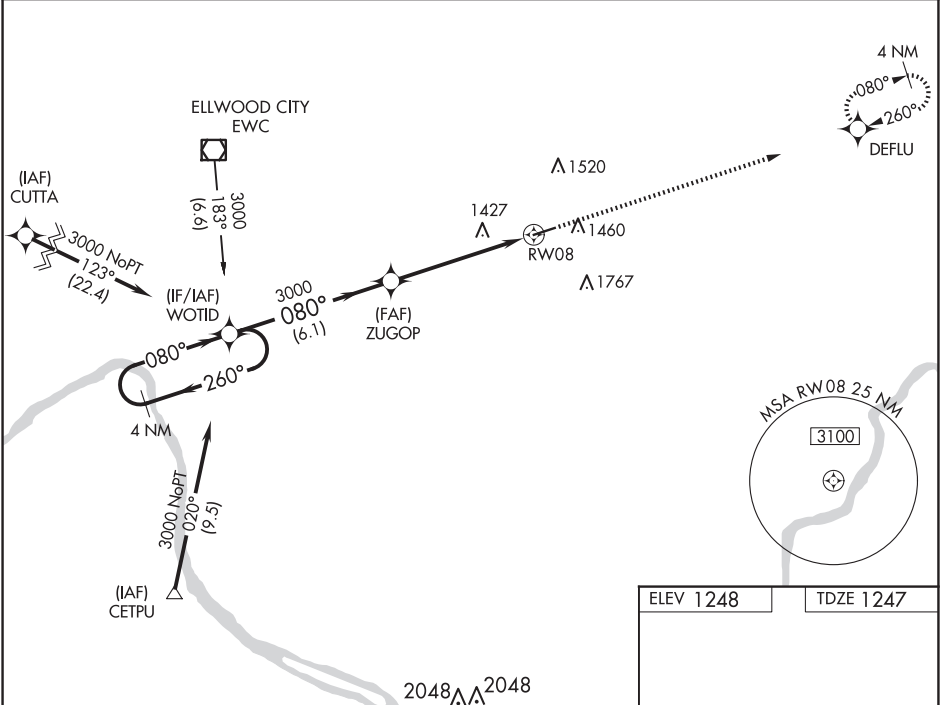 4 NM
080°
260°
DEFLU
ELLWOOD CITY
EWC
3000
183°
(6.6)
(IAF)
CUTTA
3000 NoPT
123°
(22.4)
1520
1427
1460
RW08
1767
(IF/IAF)
WOTID
3000
080°
(6.1)
(FAF)
ZUGOP
080°
260°
4 NM
MSA RW08 25 NM
3100
3000 NoPT
020°
(9.5)
(IAF)
CETPU
ELEV 1248
TDZE 1247
2048 2048